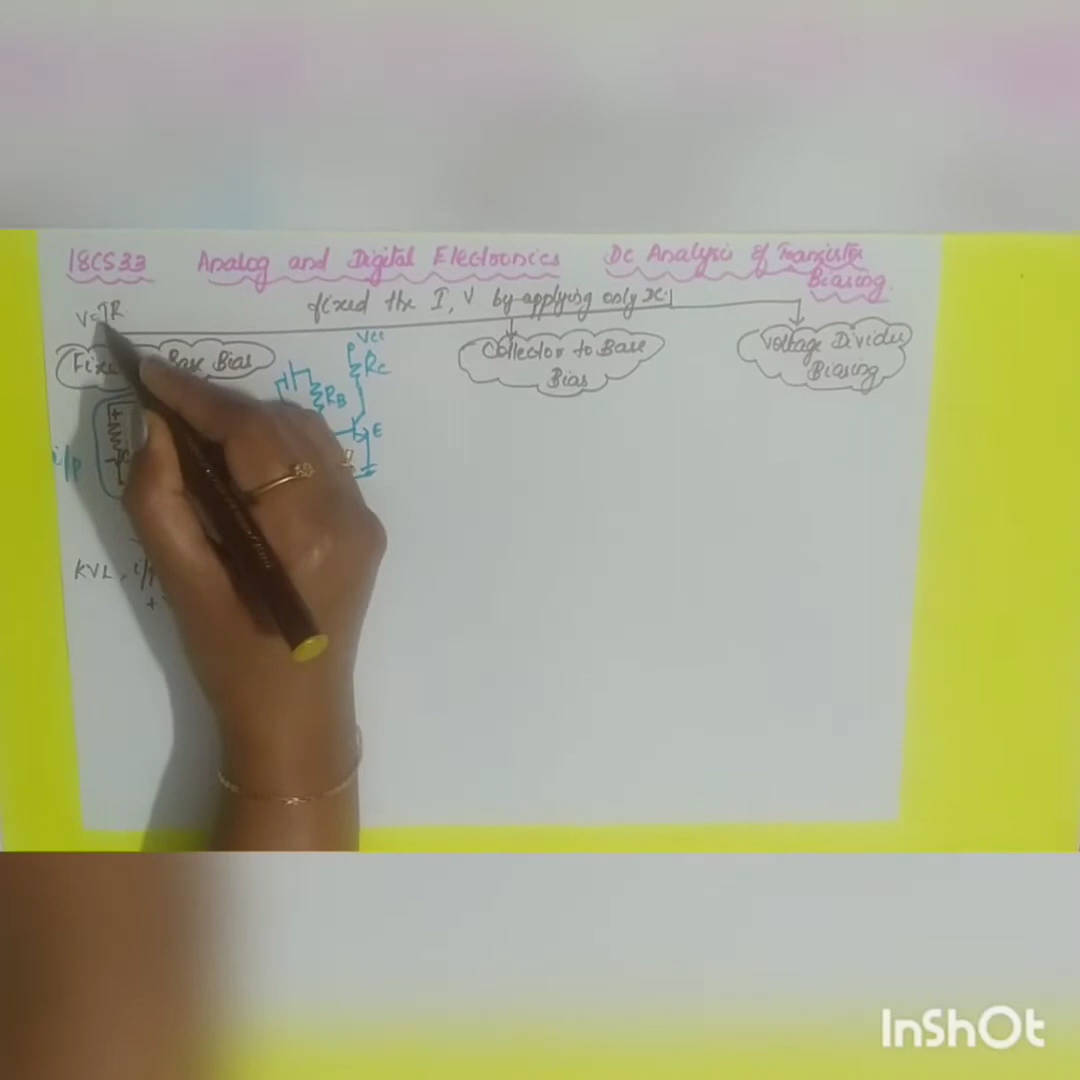 18CS33 Analog and Digital Electronics Dc Analysis of Transistor
Biasing.
fixed the I, V by applying only
V=IR
Base Bias
Collector to Base
Bias
Voltage Divider
Biasing
Vcc
RC
RB
E
i/p
KVL, i/p
+
InShOt